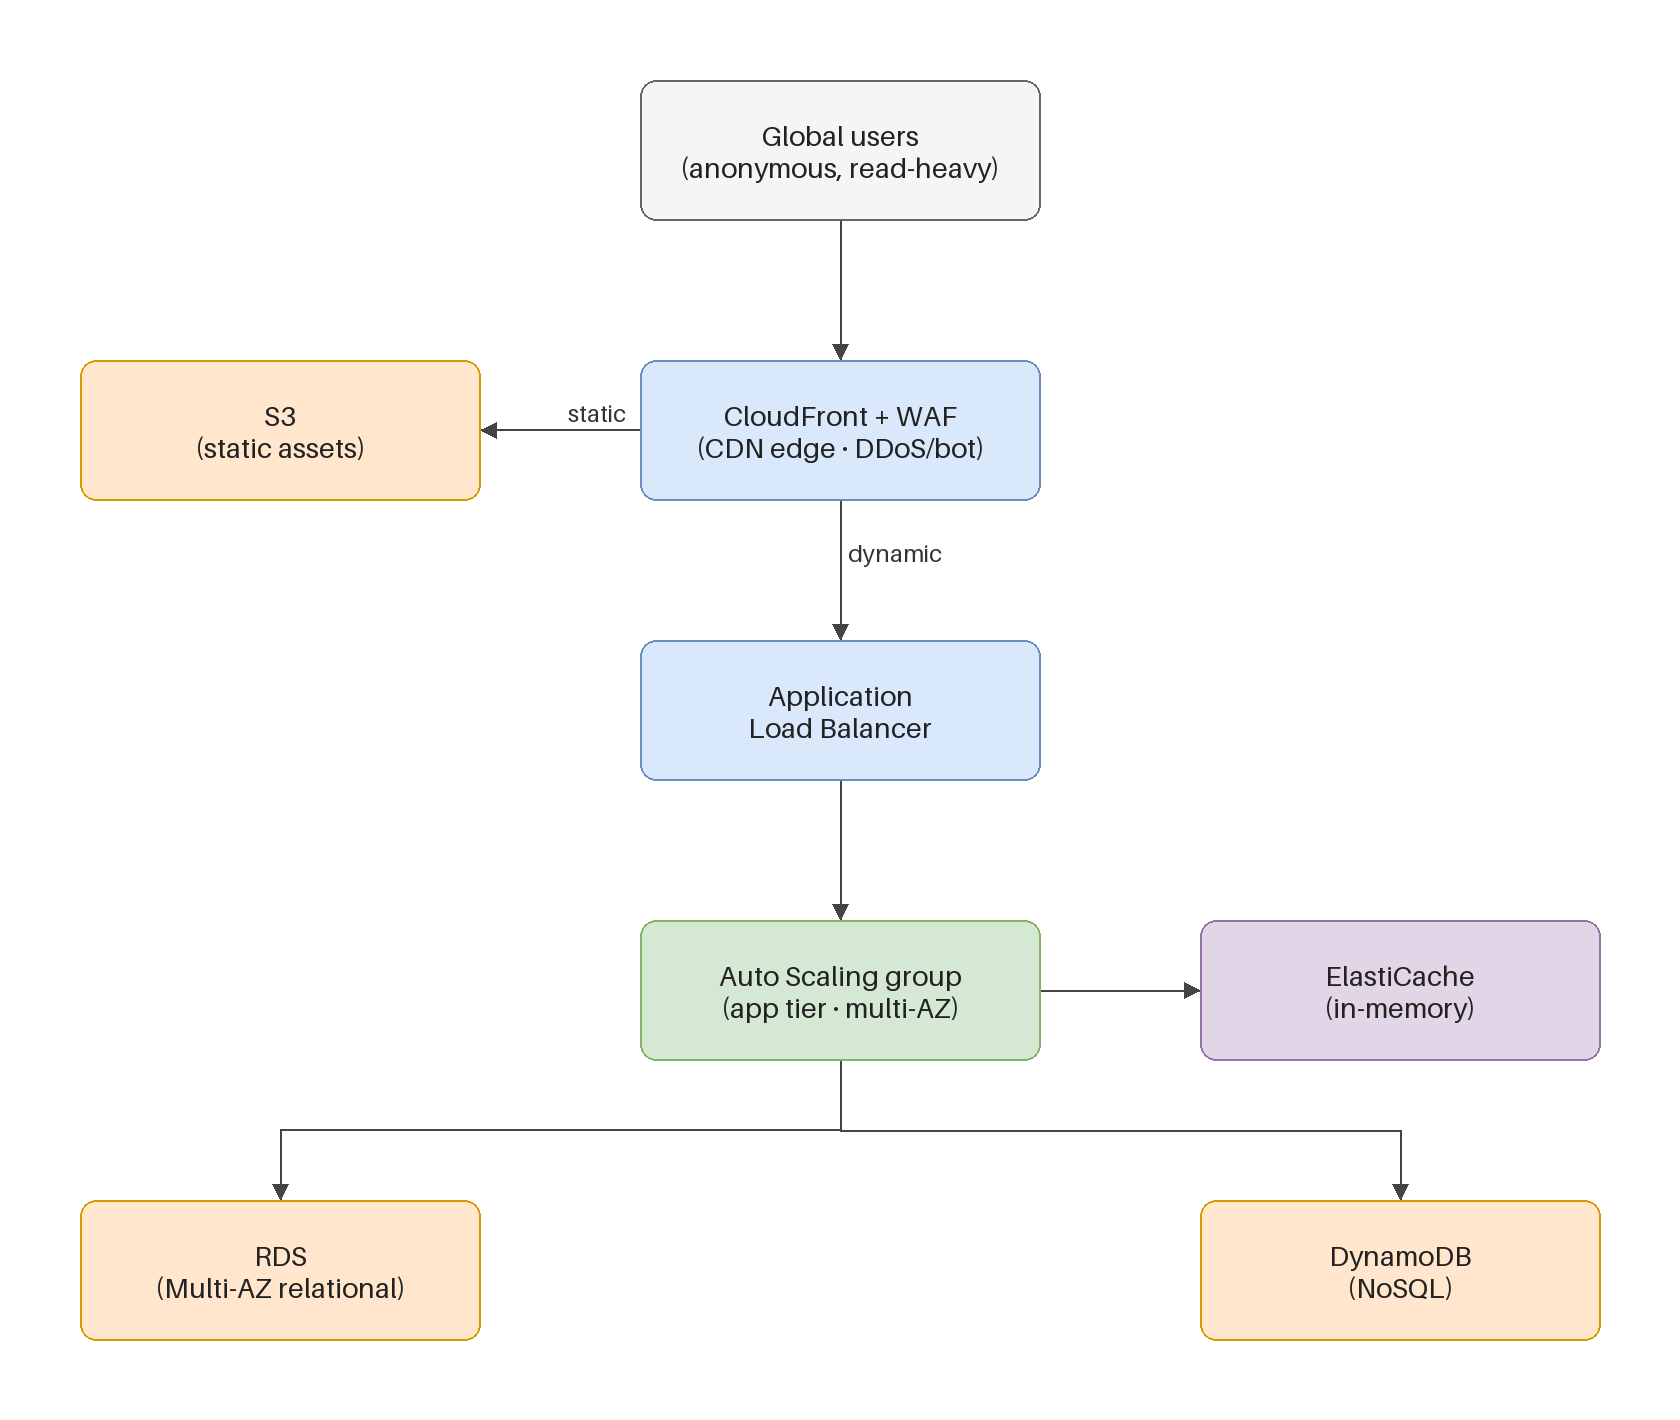 Global users
(anonymous, read-heavy)
S3
(static assets)
static
CloudFront + WAF
(CDN edge · DDoS/bot)
dynamic
Application
Load Balancer
Auto Scaling group
(app tier · multi-AZ)
ElastiCache
(in-memory)
RDS
(Multi-AZ relational)
DynamoDB
(NoSQL)